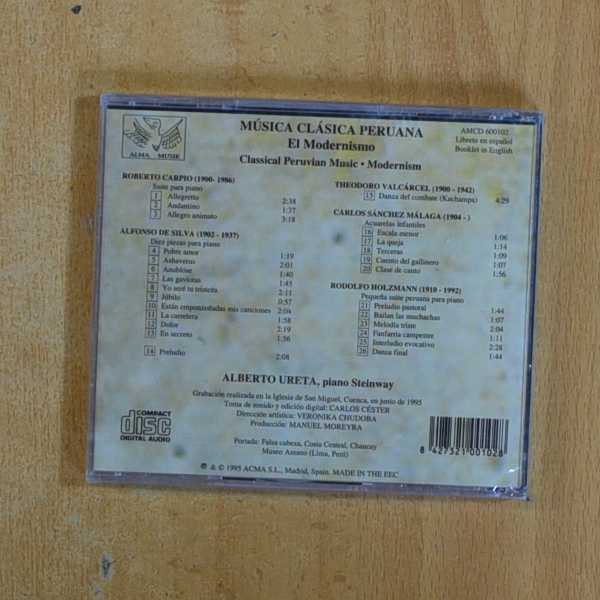 ALMA MUSIK
MÚSICA CLÁSICA PERUANA
El Modernismo
Classical Peruvian Music • Modernism
AMCD 600102
Libreto en español
Booklet in English
ROBERTO CARPIO (1900- 1986)
Suite para piano
1 Allegretto 2:38
2 Andantino 1:37
3 Allegro animato 3:18
ALFONSO DE SILVA (1902 - 1937)
Diez piezas para piano
4 Pobre amor 1:19
5 Ashaverus 2:01
6 Anublóse 1:40
7 Las gaviotas 1:45
8 Yo seré tu tristeza 2:11
9 Júbilo 0:57
10 Están emponzoñadas mis canciones 2:04
11 La carretera 1:58
12 Dolor 2:19
13 En secreto 1:56
14 Preludio 2:08
THEODORO VALCÁRCEL (1900 - 1942)
15 Danza del combate (Kachampa) 4:29
CARLOS SÁNCHEZ MÁLAGA (1904 - )
Acuarelas infantiles
16 Escala menor 1:06
17 La queja 1:14
18 Terceras 1:09
19 Cuento del gallinero 1:07
20 Clase de canto 1:56
RODOLFO HOLZMANN (1910 - 1992)
Pequeña suite peruana para piano
21 Preludio pastoral 1:44
22 Bailan las muchachas 1:07
23 Melodía triste 2:04
24 Fanfarria campestre 1:11
25 Interludio evocativo 2:28
26 Danza final 1:44
ALBERTO URETA, piano Steinway
Grabación realizada en la Iglesia de San Miguel, Cuenca, en junio de 1995
Toma de sonido y edición digital: CARLOS CÉSTER
Dirección artística: VERONIKA CHUDOBA
Producción: MANUEL MOREYRA
Portada: Falsa cabeza, Costa Central, Chancay
Museo Amano (Lima, Perú)
COMPACT
disc
DIGITAL AUDIO
8 427321 001028
© 1995 ACMA S.L., Madrid, Spain. MADE IN THE EEC